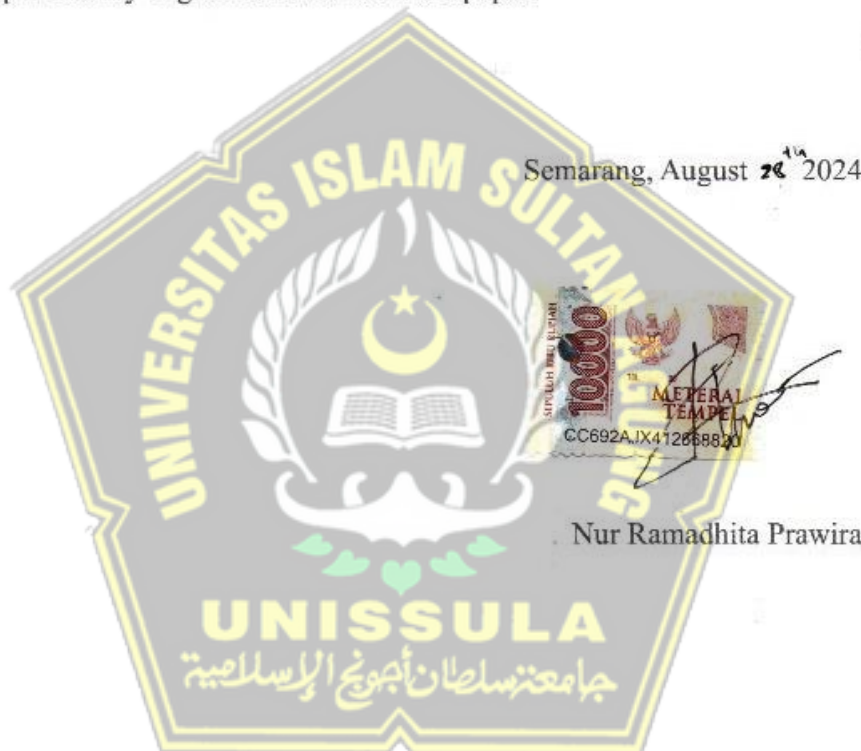 Semarang, August 28th 2024
UNIVERSITAS ISLAM SULTAN AGUNG
SEPULUH RIBU RUPIAH
10000
METERAI
TEMPEL
CC692AJX412668820
Nur Ramadhita Prawira
UNISSULA
جامعة سلطان أجونج الإسلامية